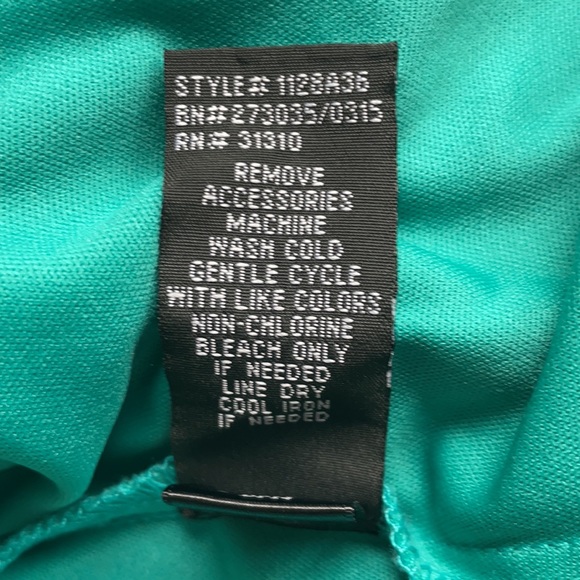 STYLE# 1128A36
BN#273035/0315
RN# 31310
REMOVE
ACCESSORIES
MACHINE
WASH COLD
GENTLE CYCLE
WITH LIKE COLORS
NON-CHLORINE
BLEACH ONLY
IF NEEDED
LINE DRY
COOL IRON
IF NEEDED